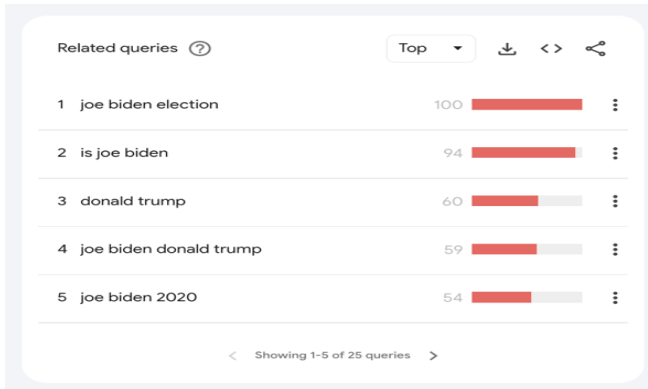 Related queries ? Top
1 joe biden election 100
2 is joe biden 94
3 donald trump 60
4 joe biden donald trump 59
5 joe biden 2020 54
Showing 1-5 of 25 queries